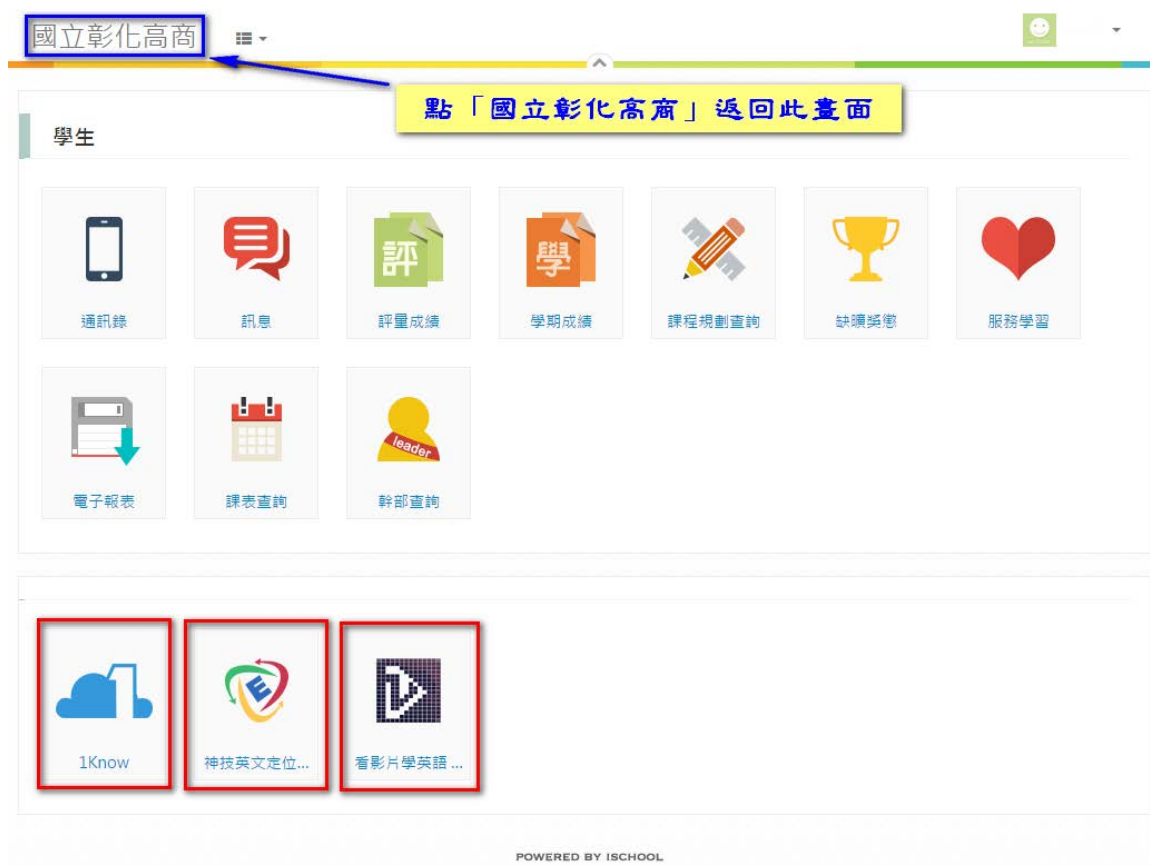 國立彰化高商
點「國立彰化高商」返回此畫面
學生
通訊錄
訊息
評
評量成績
學
學期成績
課程規劃查詢
缺曠獎懲
服務學習
電子報表
課表查詢
leader
幹部查詢
1Know
E
神技英文定位...
看影片學英語 ...
POWERED BY ISCHOOL